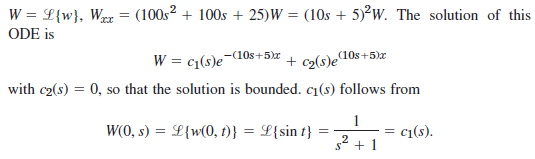 W = ℒ{w}, Wₓₓ = (100s² + 100s + 25)W = (10s + 5)²W. The solution of this
ODE is
W = c₁(s)e^−(10s+5)x + c₂(s)e^(10s+5)x
with c₂(s) = 0, so that the solution is bounded. c₁(s) follows from
W(0, s) = ℒ{w(0, t)} = ℒ{sin t} = 1/(s² + 1) = c₁(s).